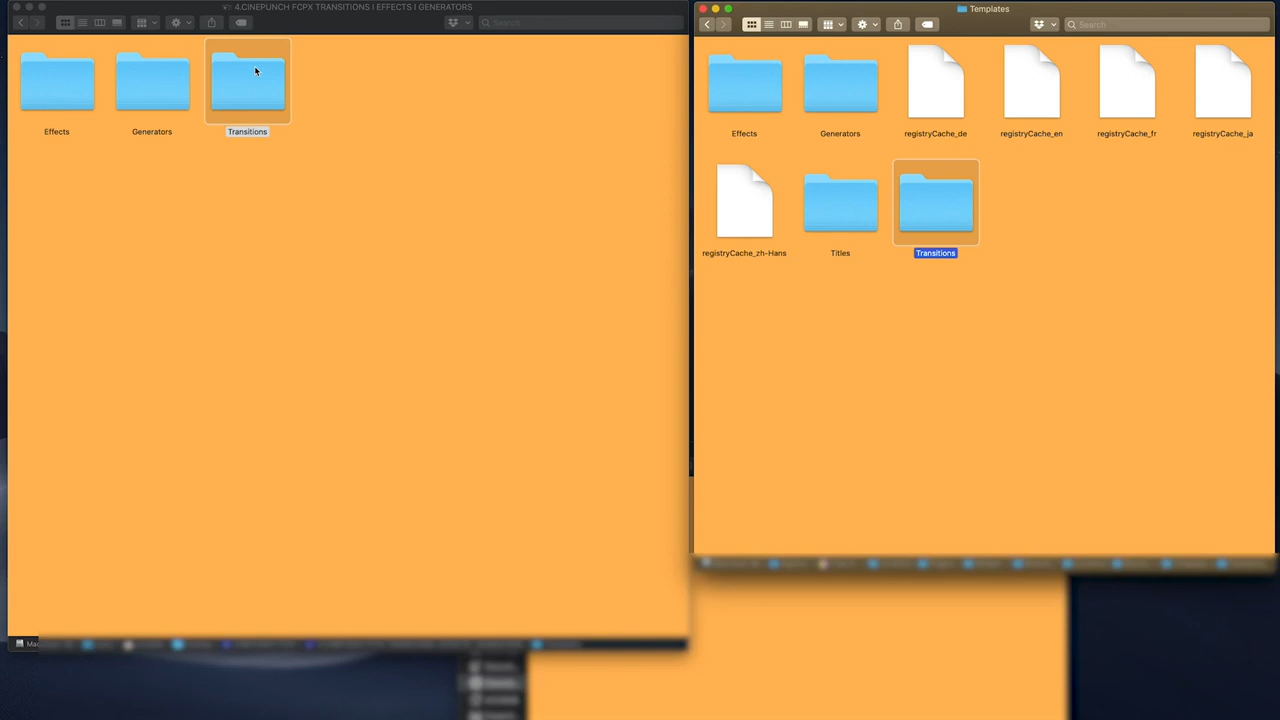 4.CINEPUNCH FCPX TRANSITIONS I EFFECTS I GENERATORS
Search
Effects
Generators
Transitions
Templates
Search
Effects
Generators
registryCache_de
registryCache_en
registryCache_fr
registryCache_ja
registryCache_zh-Hans
Titles
Transitions